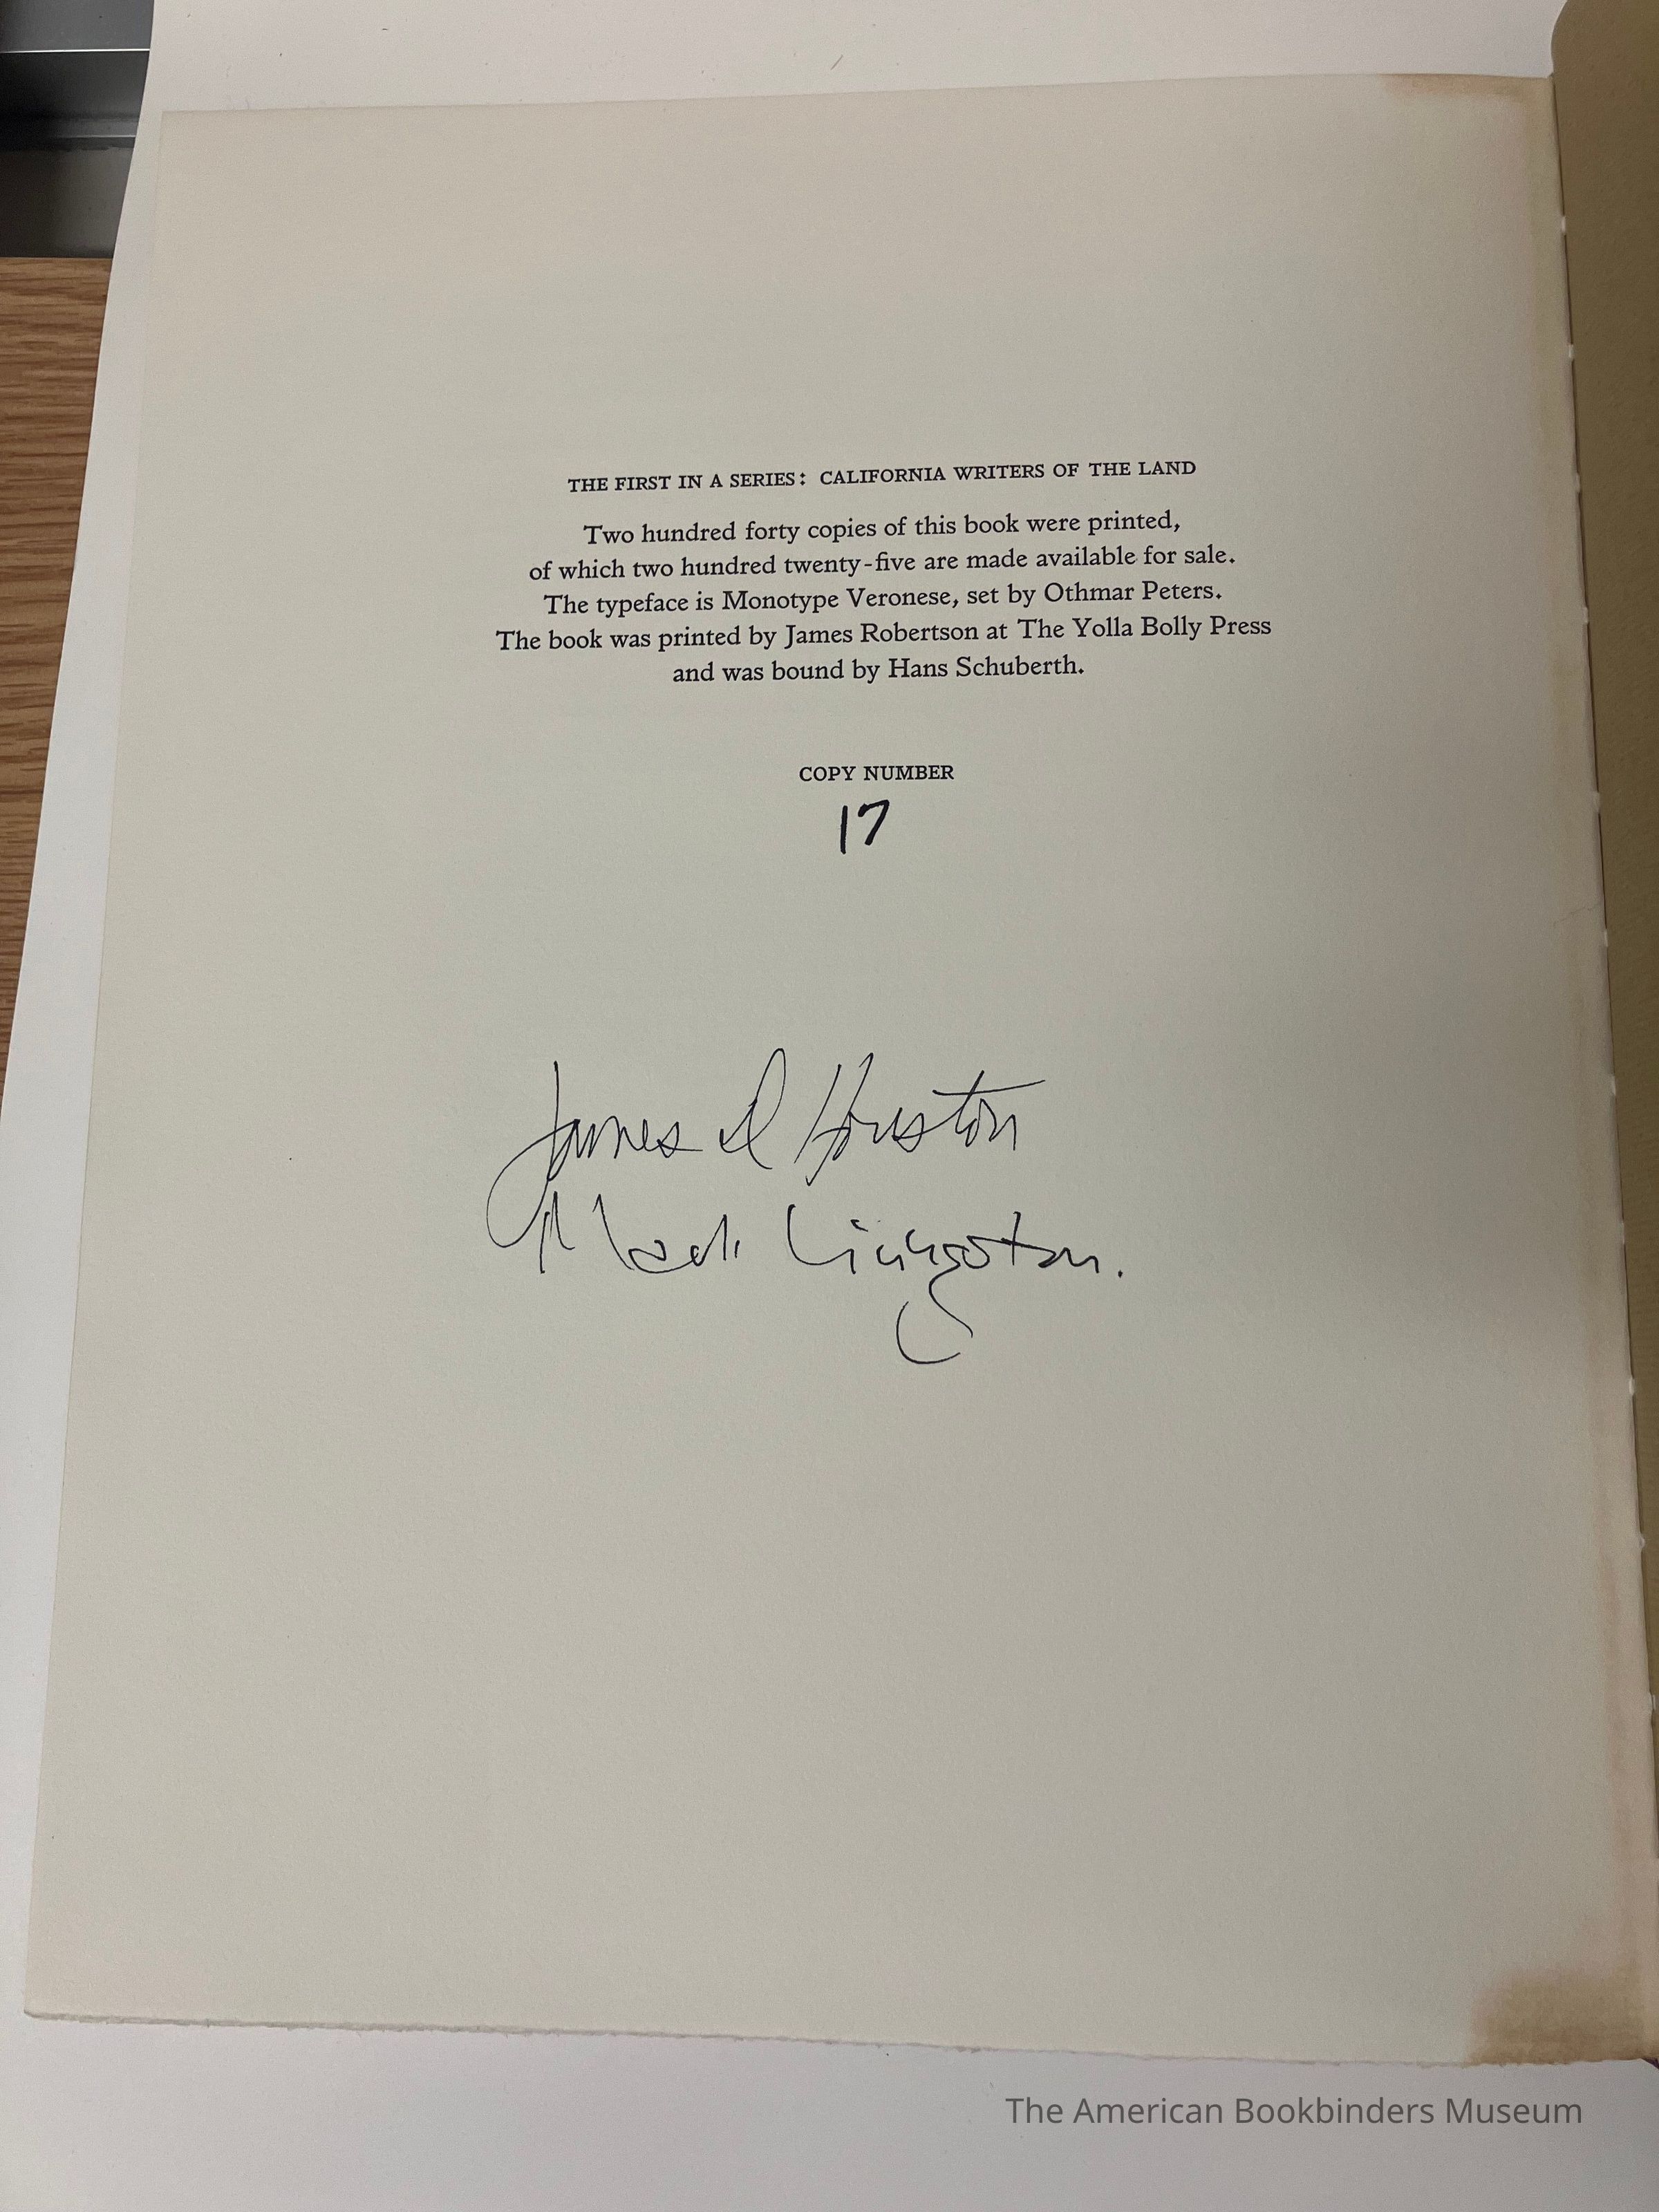 THE FIRST IN A SERIES: CALIFORNIA WRITERS OF THE LAND
Two hundred forty copies of this book were printed,
of which two hundred twenty-five are made available for sale.
The typeface is Monotype Veronese, set by Othmar Peters.
The book was printed by James Robertson at The Yolla Bolly Press
and was bound by Hans Schuberth.
COPY NUMBER
17
James D Houston
Livingston.
The American Bookbinders Museum